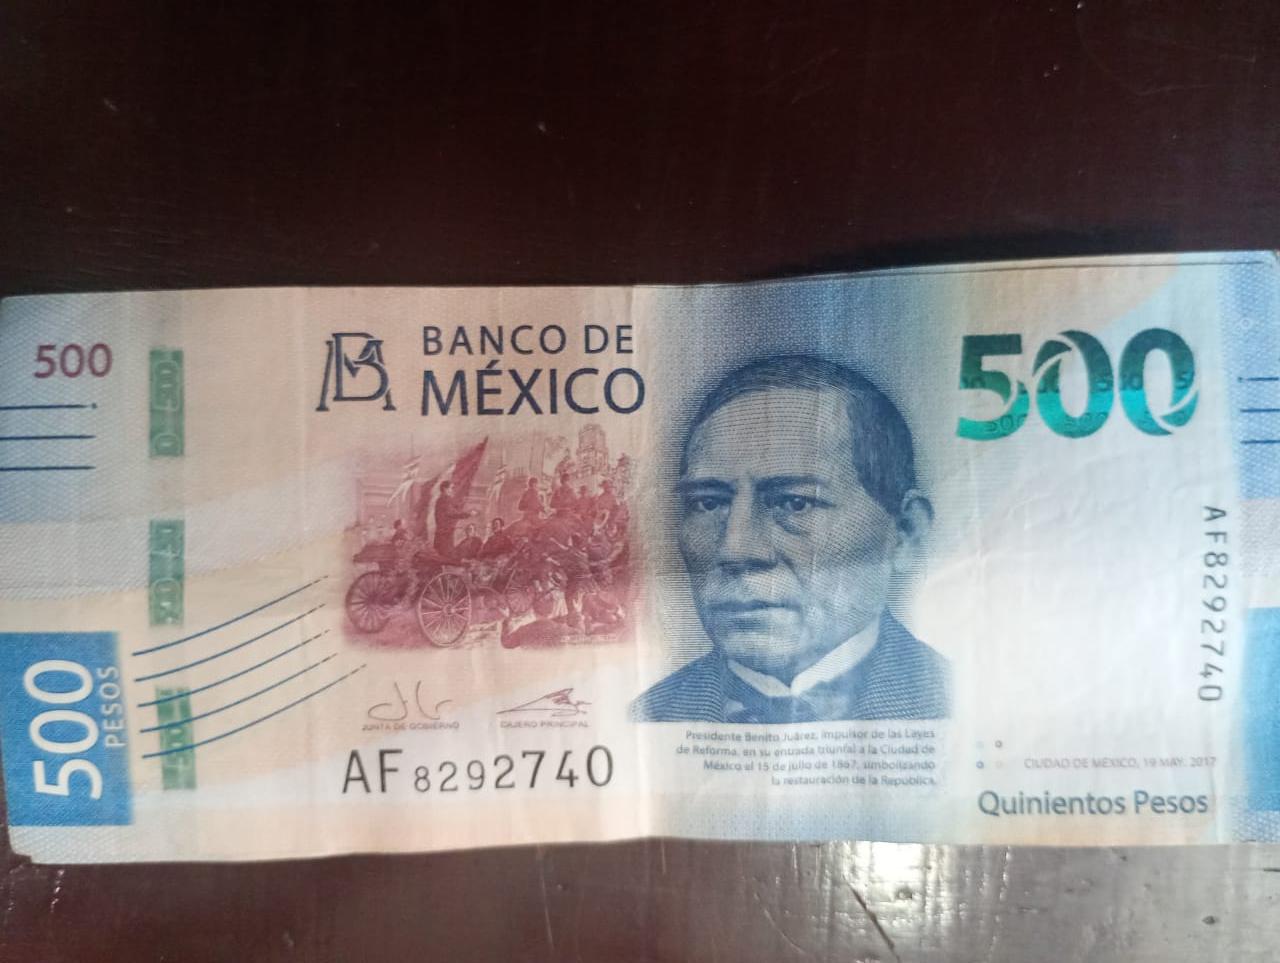 500
BANCO DE
MÉXICO
500
AF8292740
500
PESOS
JUNTA DE GOBIERNO
CAJERO PRINCIPAL
AF8292740
Presidente Benito Juárez, impulsor de las Leyes
de Reforma, en su entrada triunfal a la Ciudad de
México el 15 de julio de 1867, simbolizando
la restauración de la República.
CIUDAD DE MÉXICO, 19 MAY. 2017
Quinientos Pesos